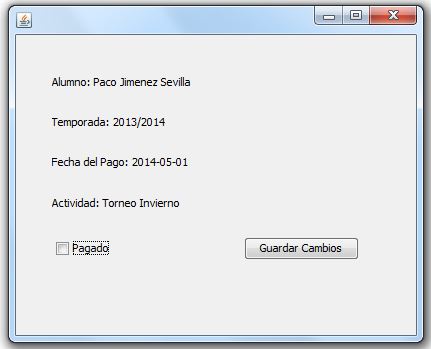 Alumno: Paco Jimenez Sevilla
Temporada: 2013/2014
Fecha del Pago: 2014-05-01
Actividad: Torneo Invierno
Pagado Guardar Cambios